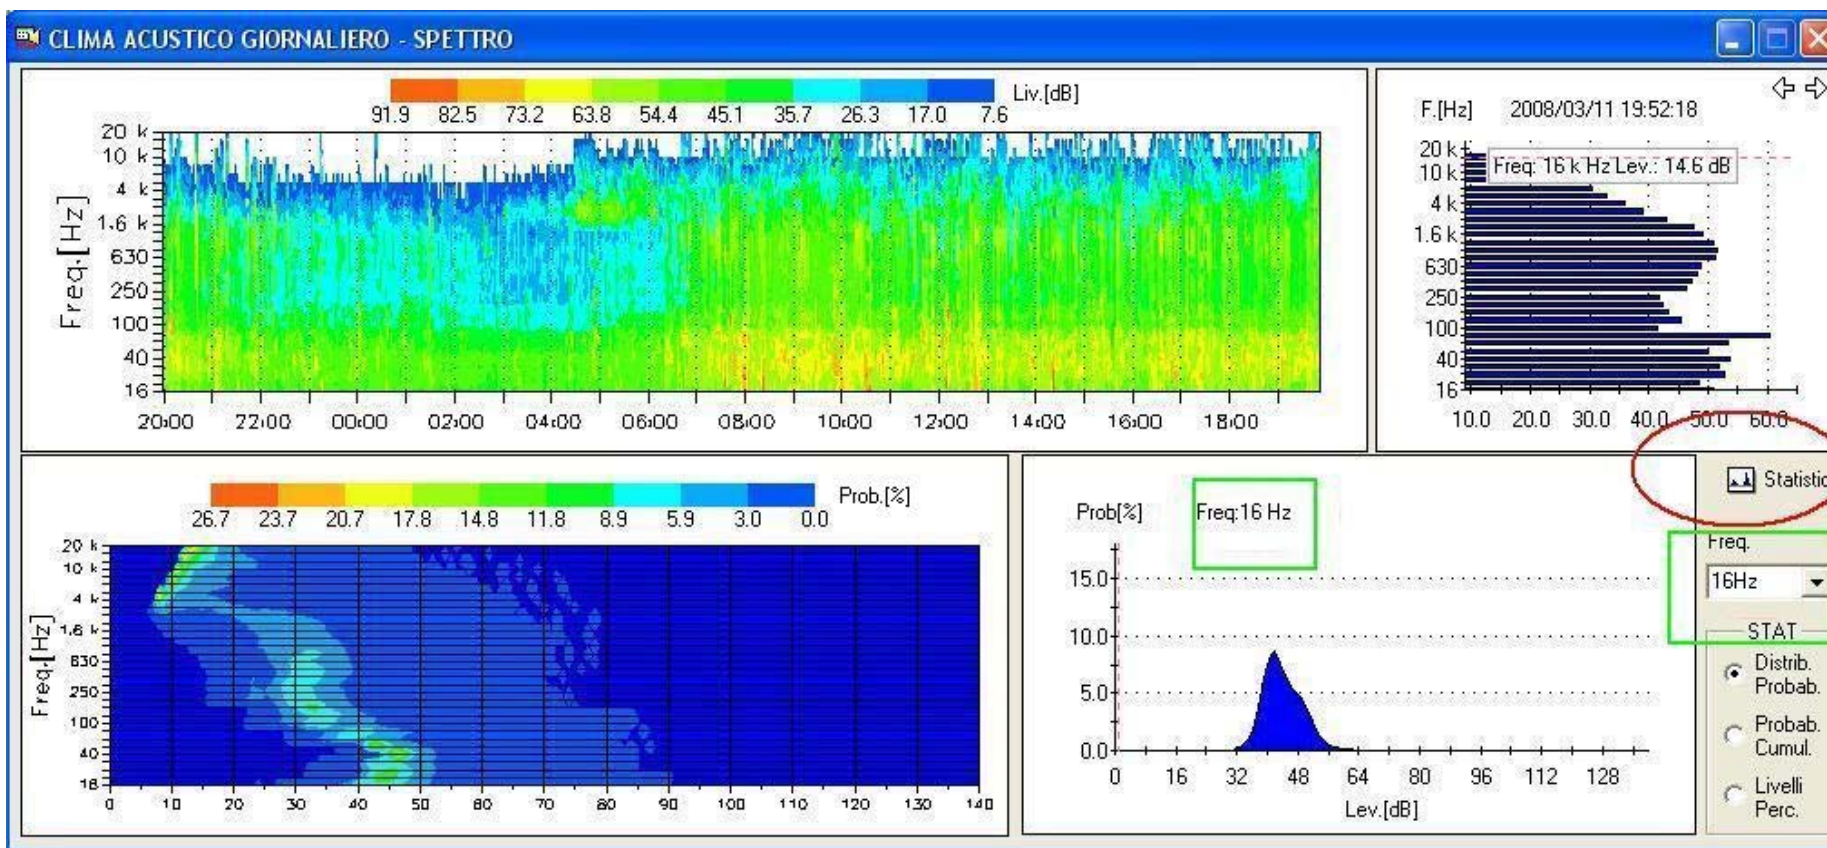 CLIMA ACUSTICO GIORNALIERO - SPETTRO
91.9 82.5 73.2 63.8 54.4 45.1 35.7 26.3 17.0 7.6 Liv.[dB]
Freq.[Hz]
20 k
10 k
4 k
1.6 k
630
250
100
40
16
20:00 22:00 00:00 02:00 04:00 06:00 08:00 10:00 12:00 14:00 16:00 18:00
F.[Hz] 2008/03/11 19:52:18
Freq: 16 k Hz Lev.: 14.6 dB
20 k
10 k
4 k
1.6 k
630
250
100
40
16
10.0 20.0 30.0 40.0 50.0 60.0
26.7 23.7 20.7 17.8 14.8 11.8 8.9 5.9 3.0 0.0 Prob.[%]
Freq.[Hz]
20 k
10 k
4 k
1.6 k
630
250
100
40
16
0 10 20 30 40 50 60 70 80 90 100 110 120 130 140
Prob[%] Freq:16 Hz
15.0
10.0
5.0
0.0
0 16 32 48 64 80 96 112 128
Lev.[dB]
Statistic
Freq.
16Hz
STAT
Distrib.
Probab.
Probab.
Cumul.
Livelli
Perc.